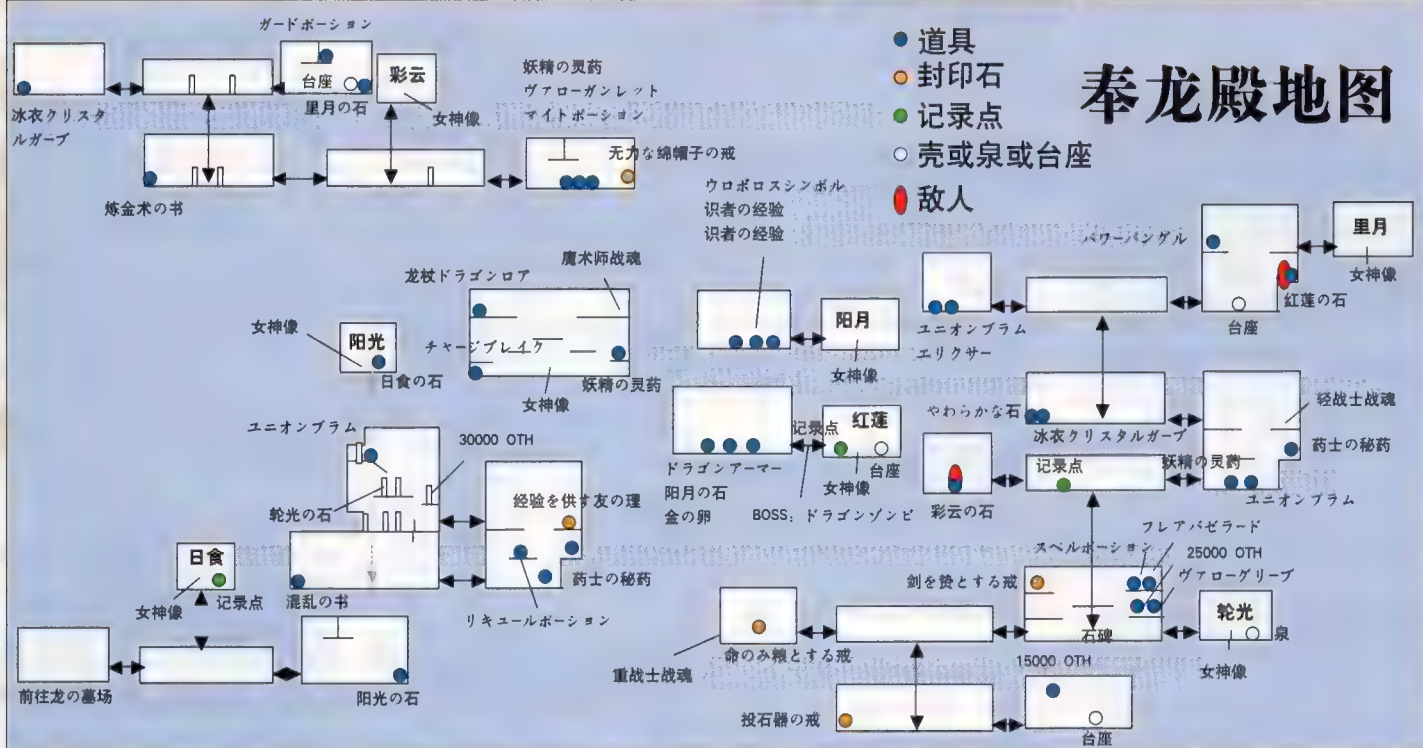 奉龙殿地图
道具
封印石
记录点
壳或泉或台座
敌人
ガードポーション
台座
里月の石
彩云
女神像
冰衣クリスタ
ルガーブ
妖精の灵药
ヴァローガンレット
マイトポーション
无力な绵帽子の戒
炼金术の书
ウロボロスシンボル
识者の经验
识者の经验
阳月
女神像
パワーバングル
里月
女神像
红莲の石
台座
ユニオンプラム
エリクサー
龙杖ドラゴンロア
魔术师战魂
女神像
阳光
日食の石
チャージブレイク
妖精の灵药
女神像
やわらかな石
冰衣クリスタルガーブ
轻战士战魂
药士の秘药
妖精の灵药
ユニオンプラム
记录点
彩云の石
ドラゴンアーマー
阳月の石
金の卵
记录点
红莲
台座
女神像
BOSS：ドラゴンゾンビ
ユニオンプラム
30000 OTH
轮光の石
经验を供す友の理
药士の秘药
リキュールポーション
混乱の书
日食
女神像
记录点
前往龙の墓场
阳光の石
フレアバゼラード
スペルポーション
25000 OTH
ヴァローグリーブ
剑を贽とする戒
石碑
15000 OTH
轮光
泉
女神像
命のみ粮とする戒
重战士战魂
投石器の戒
台座